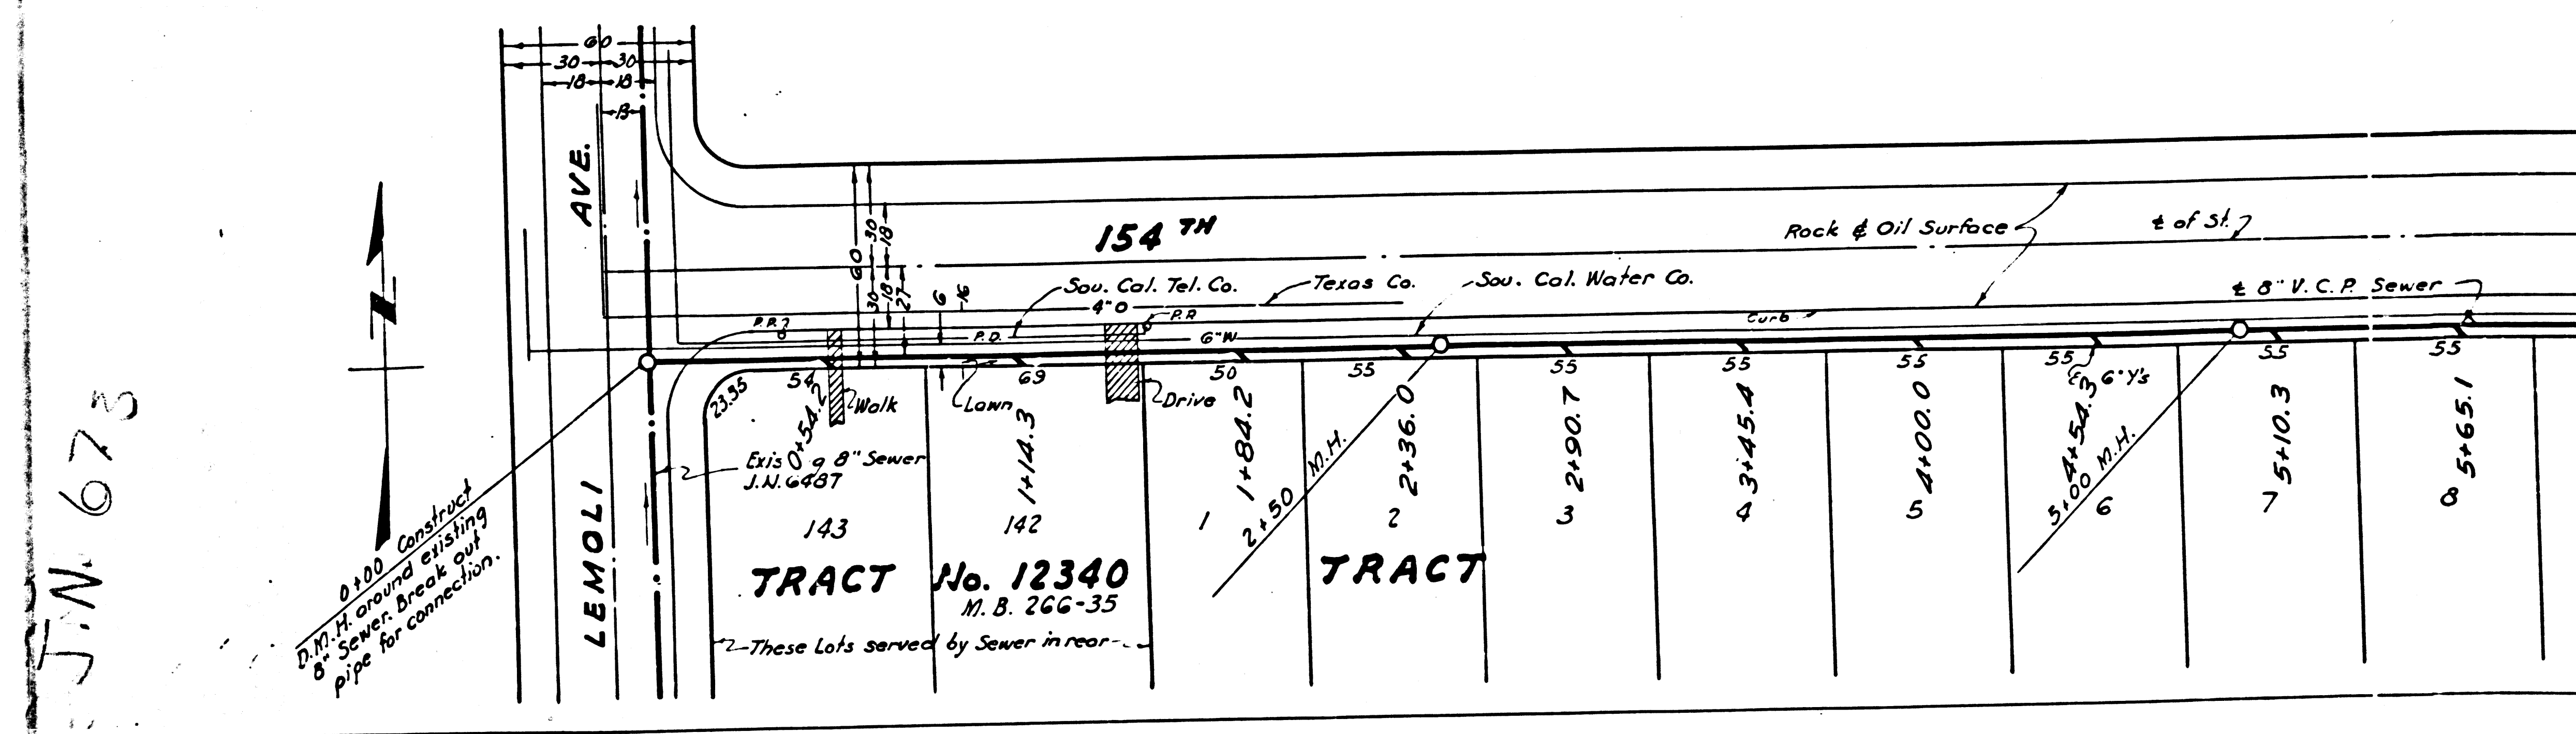 60
30 30
18 18
13
AVE.
154 TH
Rock & Oil Surface
℄ of St.
60
30
18
30
18
27
6
16
Sou. Cal. Tel. Co.
Texas Co.
Sou. Cal. Water Co.
℄ 8" V.C.P. Sewer
4" O
P.P.
P.P.
P.D.
6" W
Curb
23.55
54
69
50
55
55
55
55
55
55
55
Walk
Lawn
Drive
6" Y's
0+54.2
1+14.3
1+84.2
2+36.0
2+90.7
3+45.4
4+00.0
4+54.3
5+10.3
5+65.1
2+50 M.H.
5+00 M.H.
Exis g 8" Sewer
J.N. 6487
143
142
1
2
3
4
5
6
7
8
0+00 Construct
D.M.H. around existing
8" Sewer. Break out
pipe for connection.
LEMOLI
TRACT No. 12340
M.B. 266-35
TRACT
These Lots served by Sewer in rear
N
J.N. 673